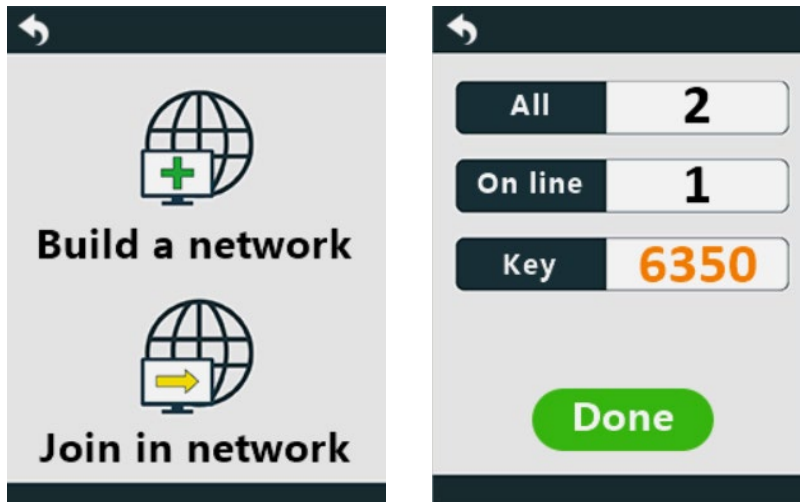 Build a network
Join in network
All 2
On line 1
Key 6350
Done